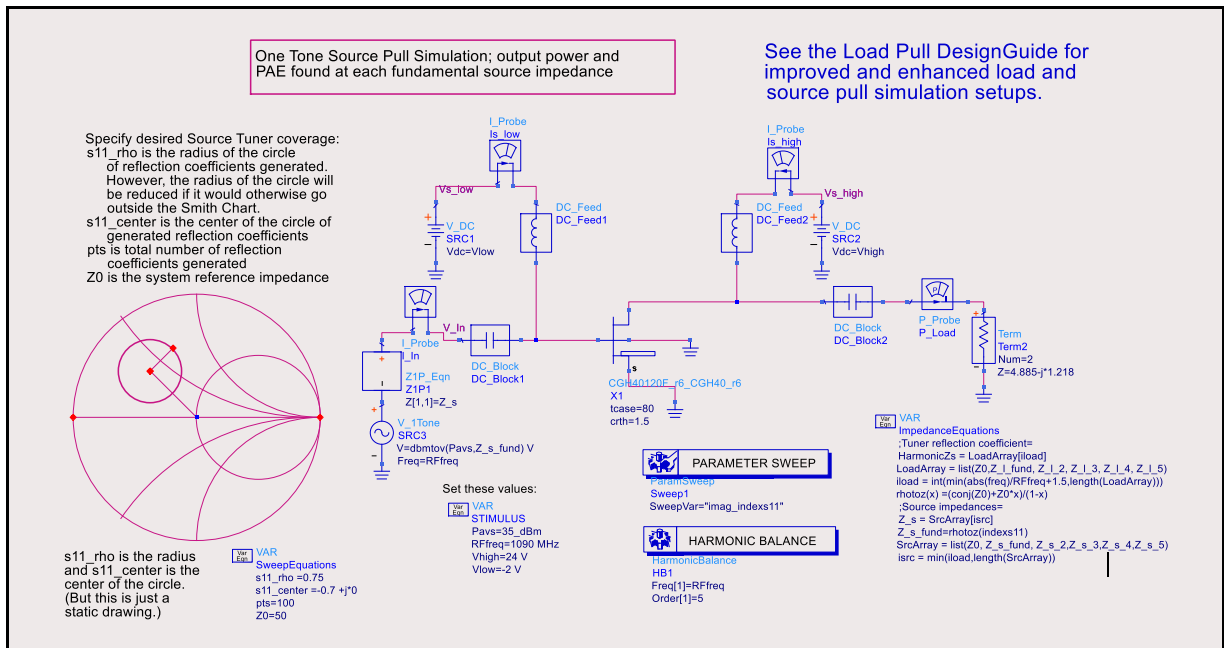 One Tone Source Pull Simulation; output power and
PAE found at each fundamental source impedance
See the Load Pull DesignGuide for
improved and enhanced load and
source pull simulation setups.
Specify desired Source Tuner coverage:
s11_rho is the radius of the circle
of reflection coefficients generated.
However, the radius of the circle will
be reduced if it would otherwise go
outside the Smith Chart.
s11_center is the center of the circle of
generated reflection coefficients
pts is total number of reflection
coefficients generated
Z0 is the system reference impedance
I_Probe
Is_low
Vs_low
V_DC
SRC1
Vdc=Vlow
DC_Feed
DC_Feed1
I_Probe
Is_high
Vs_high
DC_Feed
DC_Feed2
V_DC
SRC2
Vdc=Vhigh
I_Probe
I_In
V_In
DC_Block
DC_Block1
Z1P_Eqn
Z1P1
Z[1,1]=Z_s
V_1Tone
SRC3
V=dbmtov(Pavs,Z_s_fund) V
Freq=RFfreq
s
CGH40120F_r6_CGH40_r6
X1
tcase=80
crth=1.5
DC_Block
DC_Block2
P
P_Probe
P_Load
Term
Term2
Num=2
Z=4.885-j*1.218
s11_rho is the radius
and s11_center is the
center of the circle.
(But this is just a
static drawing.)
Var
Eqn
VAR
SweepEquations
s11_rho =0.75
s11_center =-0.7 +j*0
pts=100
Z0=50
Set these values:
Var
Eqn
VAR
STIMULUS
Pavs=35_dBm
RFfreq=1090 MHz
Vhigh=24 V
Vlow=-2 V
PARAMETER SWEEP
ParamSweep
Sweep1
SweepVar="imag_indexs11"
HARMONIC BALANCE
HarmonicBalance
HB1
Freq[1]=RFfreq
Order[1]=5
Var
Eqn
VAR
ImpedanceEquations
;Tuner reflection coefficient=
HarmonicZs = LoadArray[iload]
LoadArray = list(Z0,Z_l_fund, Z_l_2, Z_l_3, Z_l_4, Z_l_5)
iload = int(min(abs(freq)/RFfreq+1.5,length(LoadArray)))
rhotoz(x) =(conj(Z0)+Z0*x)/(1-x)
;Source impedances=
Z_s = SrcArray[isrc]
Z_s_fund=rhotoz(indexs11)
SrcArray = list(Z0, Z_s_fund, Z_s_2,Z_s_3,Z_s_4,Z_s_5)
isrc = min(iload,length(SrcArray))